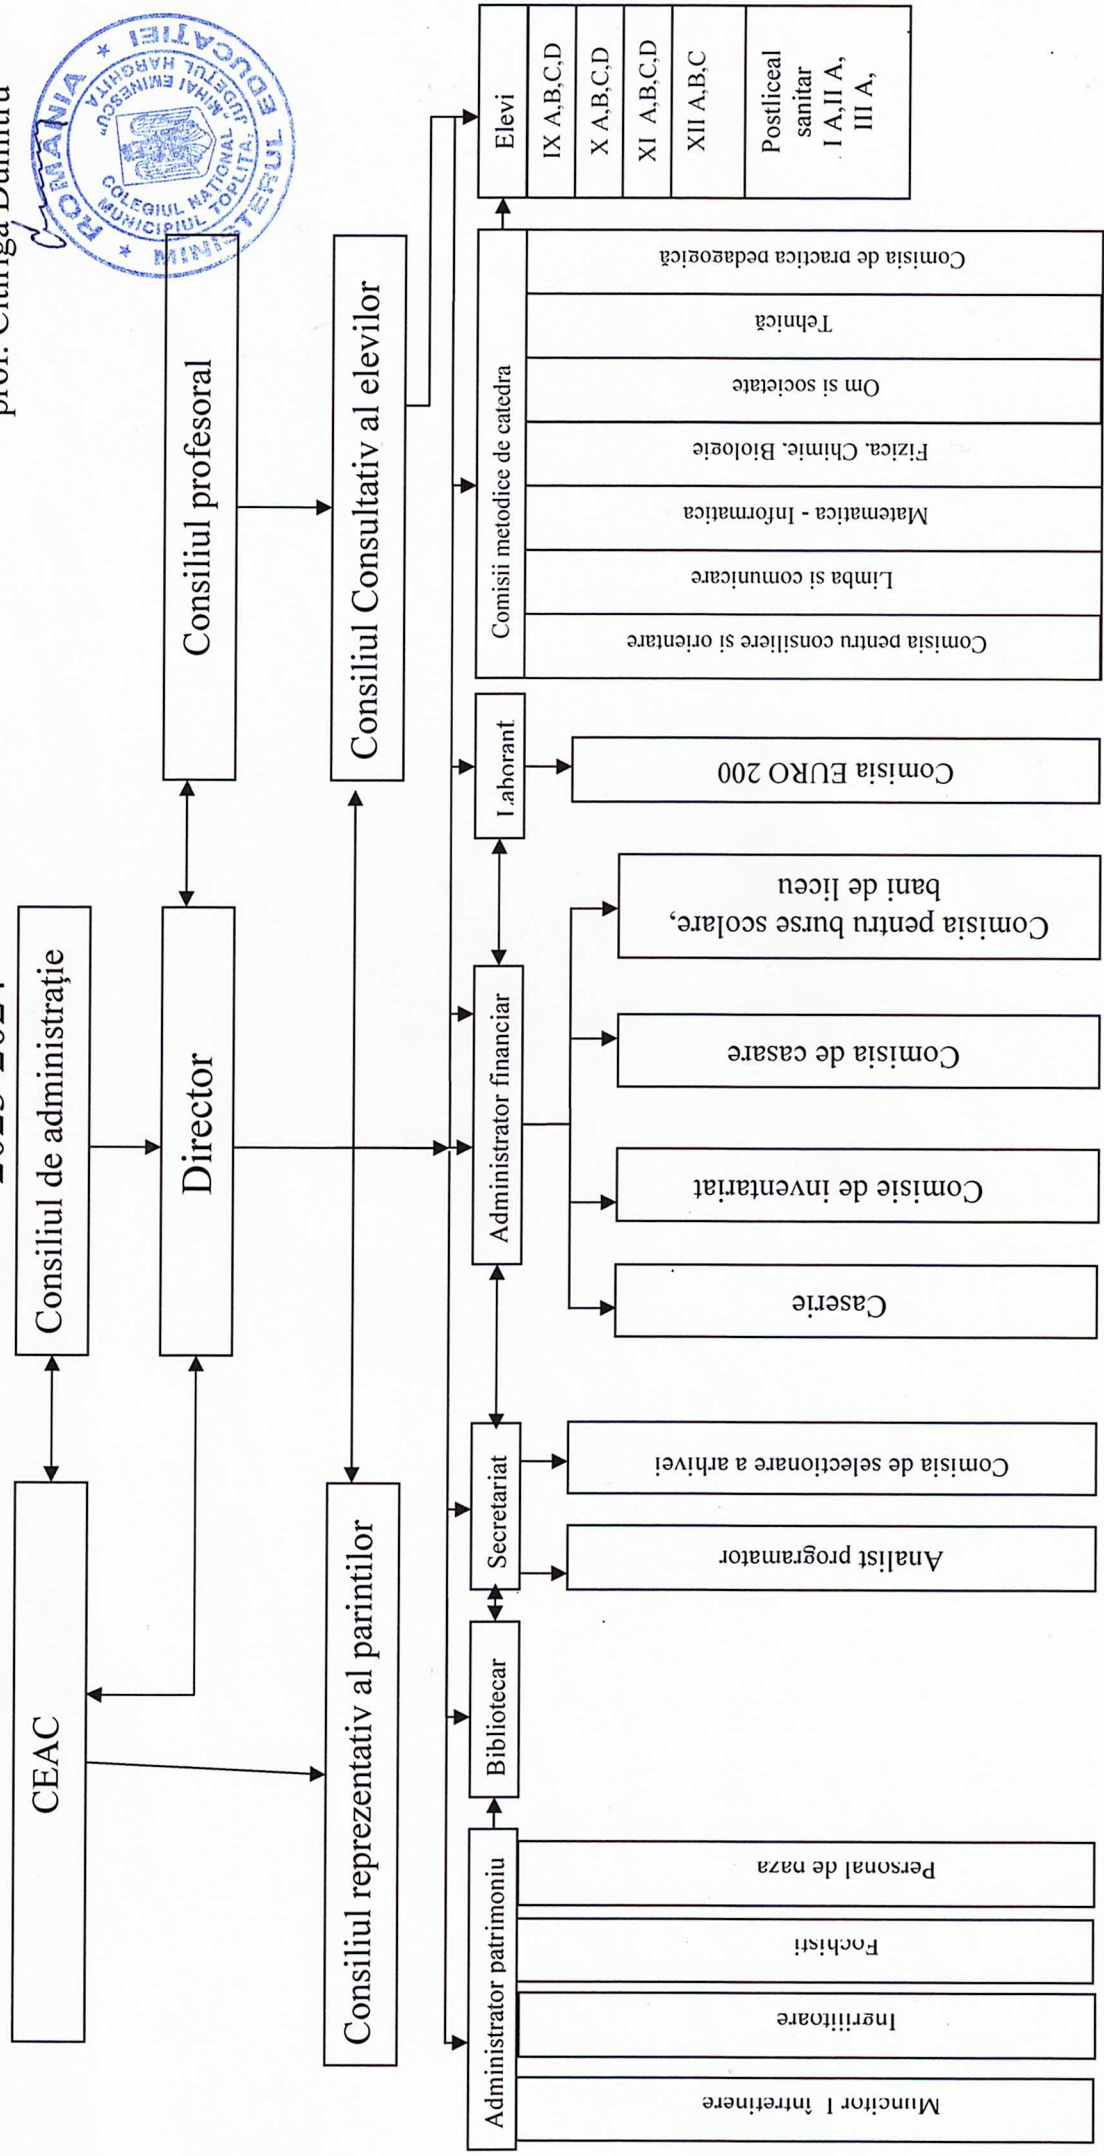 prof.
2023-2024
ROMANIA
MINISTERUL EDUCAȚIEI
COLEGIUL NAȚIONAL
"MIHAI EMINESCU"
MUNICIPIUL TOPLIȚA
JUDEȚUL HARGHITA
CEAC
Consiliul de administraţie
Director
Consiliul profesoral
Consiliul reprezentativ al parintilor
Consiliul Consultativ al elevilor
Administrator patrimoniu
Muncitor I întretinere
Ingrijitoare
Fochisti
Personal de paza
Bibliotecar
Secretariat
Analist programator
Comisia de selectionare a arhivei
Administrator financiar
Caserie
Comisie de inventariat
Comisia de casare
Comisia pentru burse scolare,
bani de liceu
Laborant
Comisia EURO 200
Comisii metodice de catedra
Comisia pentru consiliere și orientare
Limba si comunicare
Matematica - Informatica
Fizica. Chimie. Biologie
Om si societate
Tehnică
Comisia de practica pedagogică
Elevi
IX A,B,C,D
X A,B,C,D
XI A,B,C,D
XII A,B,C
Postliceal
sanitar
I A,II A,
III A,